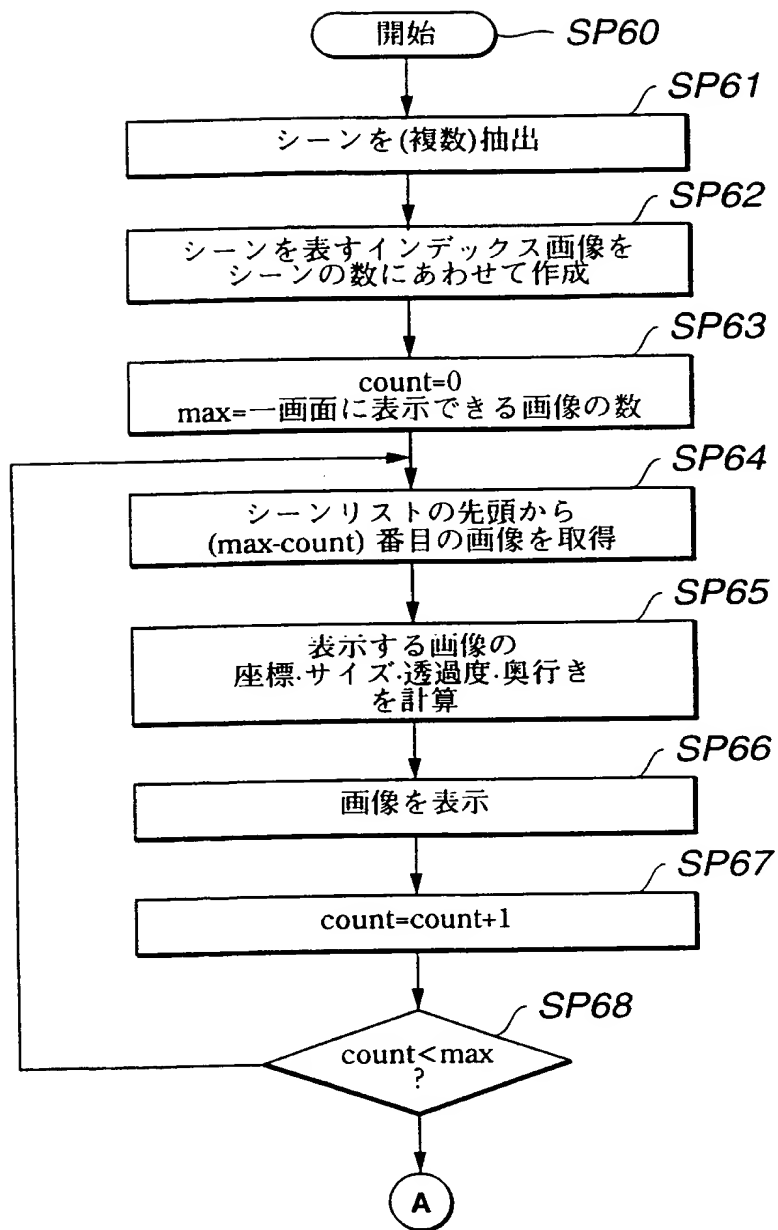 開始
SP60
SP61
シーンを(複数)抽出
SP62
シーンを表すインデックス画像を
シーンの数にあわせて作成
SP63
count=0
max=一画面に表示できる画像の数
SP64
シーンリストの先頭から
(max-count) 番目の画像を取得
SP65
表示する画像の
座標·サイズ·透過度·奥行き
を計算
SP66
画像を表示
SP67
count=count+1
SP68
count<max
?
A